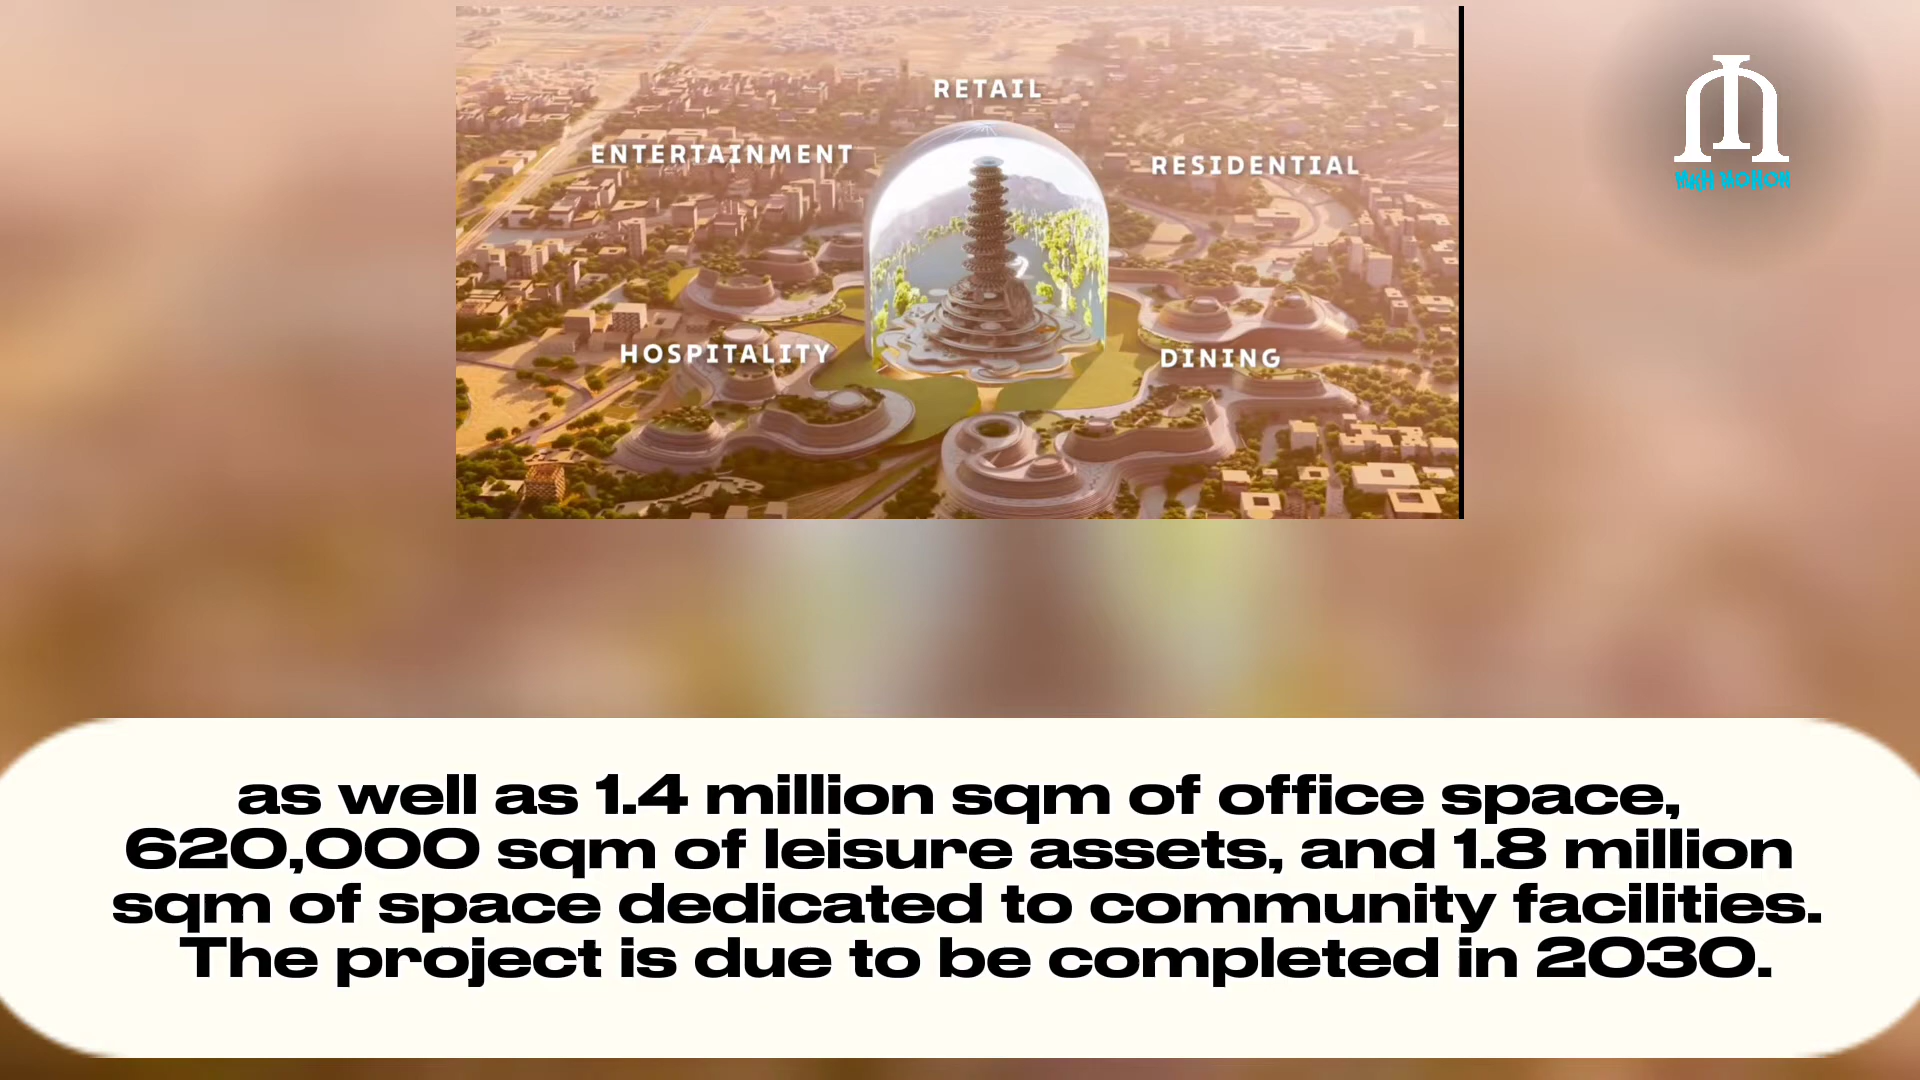 RETAIL
ENTERTAINMENT
RESIDENTIAL
HOSPITALITY
DINING
MKH MOHON
as well as 1.4 million sqm of office space,
620,000 sqm of leisure assets, and 1.8 million
sqm of space dedicated to community facilities.
The project is due to be completed in 2030.